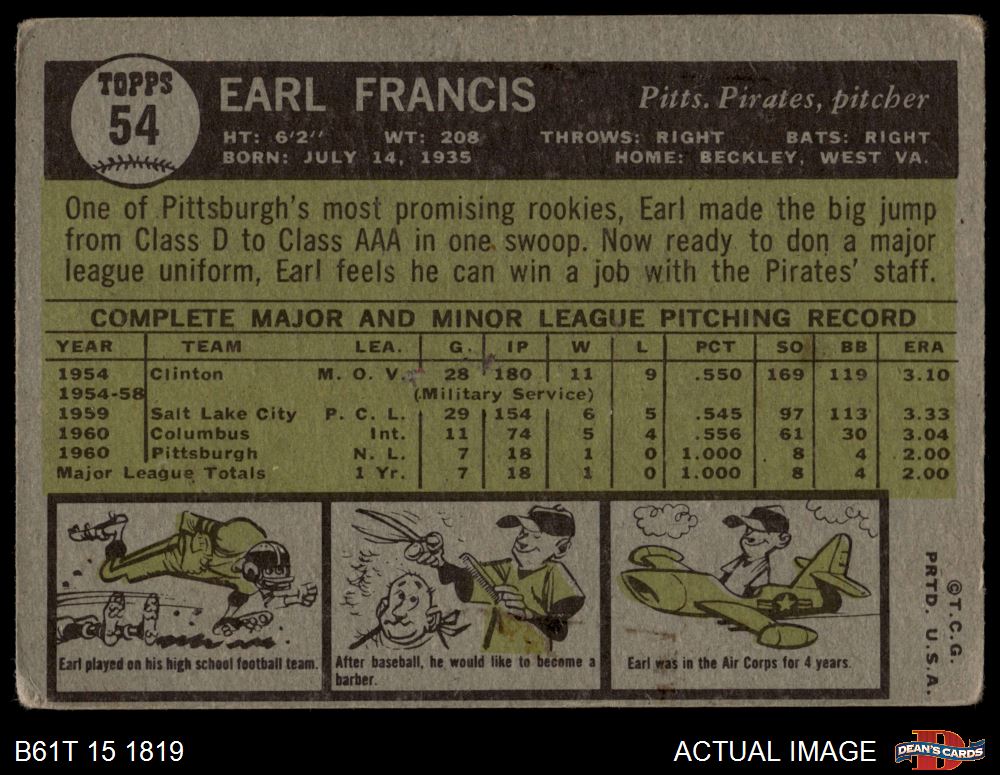 TOPPS
54
EARL FRANCIS
Pitts. Pirates, pitcher
HT: 6'2'' WT: 208 THROWS: RIGHT BATS: RIGHT
BORN: JULY 14, 1935 HOME: BECKLEY, WEST VA.
One of Pittsburgh's most promising rookies, Earl made the big jump
from Class D to Class AAA in one swoop. Now ready to don a major
league uniform, Earl feels he can win a job with the Pirates' staff.
COMPLETE MAJOR AND MINOR LEAGUE PITCHING RECORD
YEAR TEAM LEA. G. IP W L PCT SO BB ERA
1954 Clinton M. O. V. 28 180 11 9 .550 169 119 3.10
1954-58 (Military Service)
1959 Salt Lake City P. C. L. 29 154 6 5 .545 97 113 3.33
1960 Columbus Int. 11 74 5 4 .556 61 30 3.04
1960 Pittsburgh N. L. 7 18 1 0 1.000 8 4 2.00
Major League Totals 1 Yr. 7 18 1 0 1.000 8 4 2.00
Earl played on his high school football team.
After baseball, he would like to become a
barber.
Earl was in the Air Corps for 4 years.
©T.C.G.
PRTD. U.S.A.
B61T 15 1819
ACTUAL IMAGE
D
DEAN'S CARDS